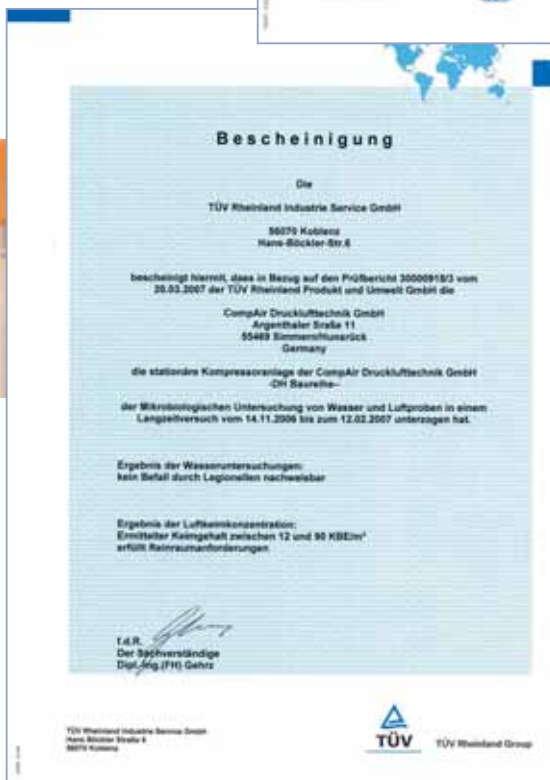 Bescheinigung
Die
TÜV Rheinland Industrie Service GmbH
56070 Koblenz
Hans-Böckler-Str.6
bescheinigt hiermit, dass in Bezug auf den Prüfbericht 30000918/3 vom
20.03.2007 der TÜV Rheinland Produkt und Umwelt GmbH die
CompAir Drucklufttechnik GmbH
Argenthaler Straße 11
55469 Simmern/Hunsrück
Germany
die stationäre Kompressoranlage der CompAir Drucklufttechnik GmbH
-DH Baureihe-
der Mikrobiologischen Untersuchung von Wasser und Luftproben in einem
Langzeitversuch vom 14.11.2006 bis zum 12.02.2007 unterzogen hat.
Ergebnis der Wasseruntersuchungen:
kein Befall durch Legionellen nachweisbar
Ergebnis der Luftkeimkonzentration:
Ermittelter Keimgehalt zwischen 12 und 90 KBE/m³
erfüllt Reinraumanforderungen
f.d.R.
Der Sachverständige
Dipl.-Ing.(FH) Gehrz
TÜV Rheinland Industrie Service GmbH
Hans Böckler Straße 6
56070 Koblenz
TÜV
TÜV Rheinland Group